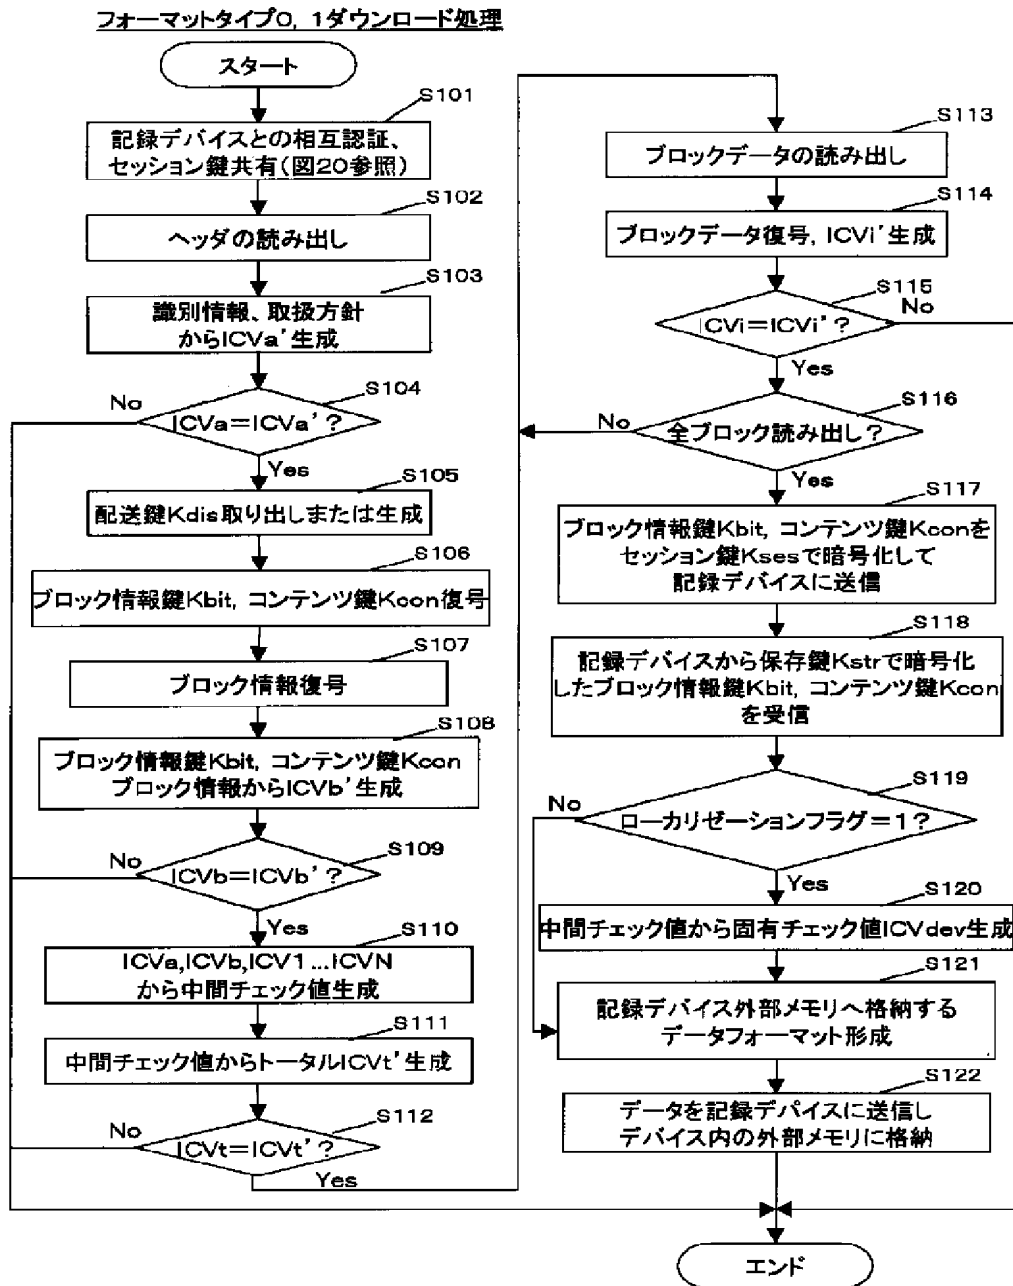 フォーマットタイプ0, 1ダウンロード処理
スタート
S101
記録デバイスとの相互認証、
セッション鍵共有(図20参照)
S102
ヘッダの読み出し
S103
識別情報、取扱方針
からICVa'生成
S104
No
ICVa=ICVa'?
Yes
S105
配送鍵Kdis取り出しまたは生成
S106
ブロック情報鍵Kbit, コンテンツ鍵Kcon復号
S107
ブロック情報復号
S108
ブロック情報鍵Kbit, コンテンツ鍵Kcon
ブロック情報からICVb'生成
S109
No
ICVb=ICVb'?
Yes
S110
ICVa,ICVb,ICV1...ICVN
から中間チェック値生成
S111
中間チェック値からトータルICVt'生成
S112
No
ICVt=ICVt'?
Yes
S113
ブロックデータの読み出し
S114
ブロックデータ復号, ICVi'生成
S115
No
ICVi=ICVi'?
Yes
S116
No
全ブロック読み出し?
Yes
S117
ブロック情報鍵Kbit, コンテンツ鍵Kconを
セッション鍵Ksesで暗号化して
記録デバイスに送信
S118
記録デバイスから保存鍵Kstrで暗号化
したブロック情報鍵Kbit, コンテンツ鍵Kcon
を受信
S119
No
ローカリゼーションフラグ=1?
Yes
S120
中間チェック値から固有チェック値ICVdev生成
S121
記録デバイス外部メモリへ格納する
データフォーマット形成
S122
データを記録デバイスに送信し
デバイス内の外部メモリに格納
エンド